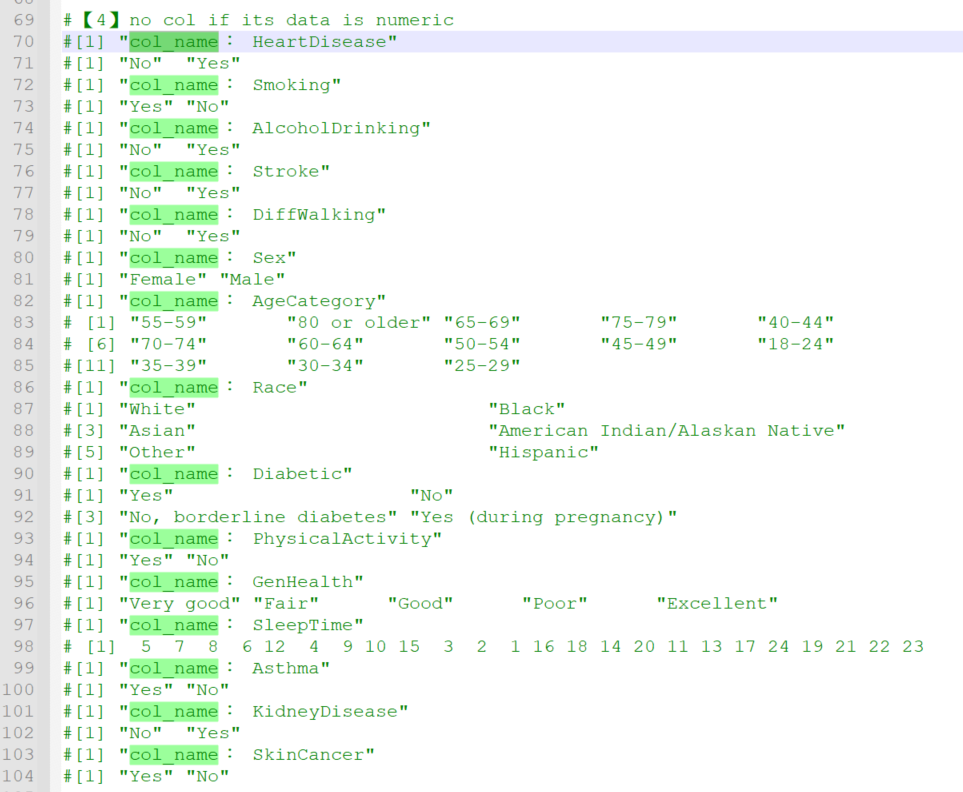 69 #【4】no col if its data is numeric
70 #[1] "col_name： HeartDisease"
71 #[1] "No"  "Yes"
72 #[1] "col_name： Smoking"
73 #[1] "Yes" "No"
74 #[1] "col_name： AlcoholDrinking"
75 #[1] "No"  "Yes"
76 #[1] "col_name： Stroke"
77 #[1] "No"  "Yes"
78 #[1] "col_name： DiffWalking"
79 #[1] "No"  "Yes"
80 #[1] "col_name： Sex"
81 #[1] "Female" "Male"
82 #[1] "col_name： AgeCategory"
83 # [1] "55-59"       "80 or older" "65-69"       "75-79"       "40-44"
84 # [6] "70-74"       "60-64"       "50-54"       "45-49"       "18-24"
85 #[11] "35-39"       "30-34"       "25-29"
86 #[1] "col_name： Race"
87 #[1] "White"                          "Black"
88 #[3] "Asian"                          "American Indian/Alaskan Native"
89 #[5] "Other"                          "Hispanic"
90 #[1] "col_name： Diabetic"
91 #[1] "Yes"                     "No"
92 #[3] "No, borderline diabetes" "Yes (during pregnancy)"
93 #[1] "col_name： PhysicalActivity"
94 #[1] "Yes" "No"
95 #[1] "col_name： GenHealth"
96 #[1] "Very good" "Fair"      "Good"      "Poor"      "Excellent"
97 #[1] "col_name： SleepTime"
98 # [1]  5  7  8  6 12  4  9 10 15  3  2  1 16 18 14 20 11 13 17 24 19 21 22 23
99 #[1] "col_name： Asthma"
100 #[1] "Yes" "No"
101 #[1] "col_name： KidneyDisease"
102 #[1] "No"  "Yes"
103 #[1] "col_name： SkinCancer"
104 #[1] "Yes" "No"